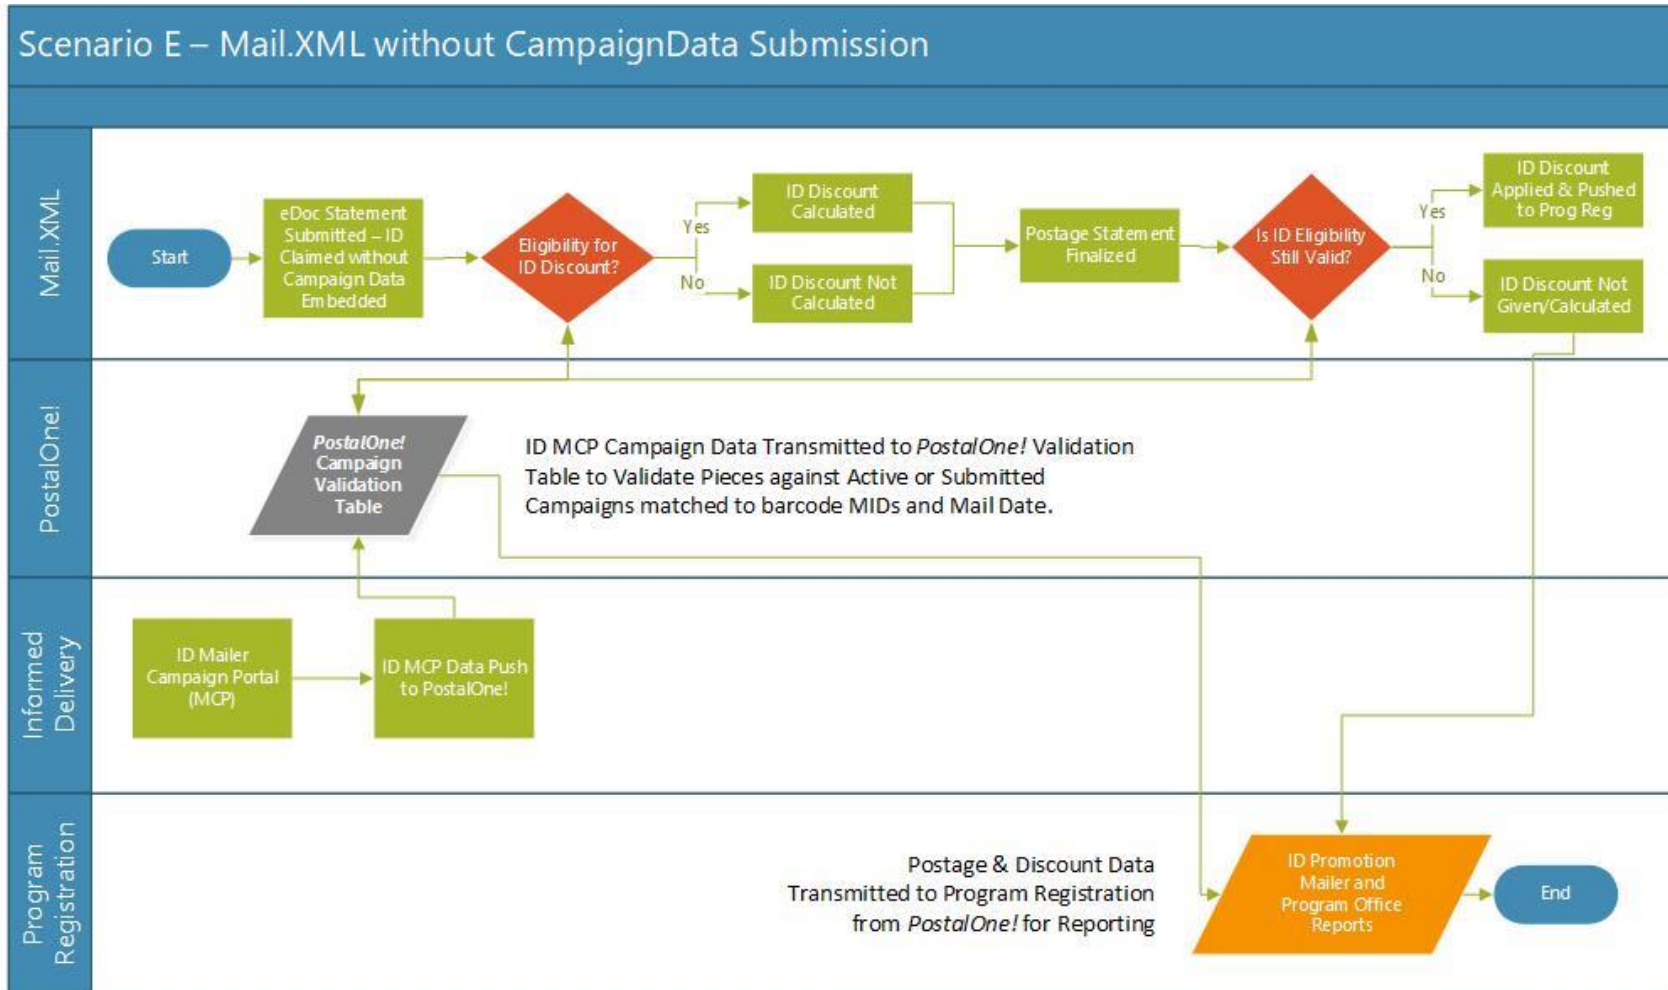 Scenario E – Mail.XML without CampaignData Submission
Mail.XML
Start
eDoc Statement
Submitted – ID
Claimed without
Campaign Data
Embedded
Eligibility for
ID Discount?
Yes
No
ID Discount
Calculated
ID Discount Not
Calculated
Postage Statement
Finalized
Is ID Eligibility
Still Valid?
Yes
No
ID Discount
Applied & Pushed
to Prog Reg
ID Discount Not
Given/Calculated
PostalOne!
PostalOne!
Campaign
Validation
Table
ID MCP Campaign Data Transmitted to PostalOne! Validation
Table to Validate Pieces against Active or Submitted
Campaigns matched to barcode MIDs and Mail Date.
Informed
Delivery
ID Mailer
Campaign Portal
(MCP)
ID MCP Data Push
to PostalOne!
Program
Registration
Postage & Discount Data
Transmitted to Program Registration
from PostalOne! for Reporting
ID Promotion
Mailer and
Program Office
Reports
End